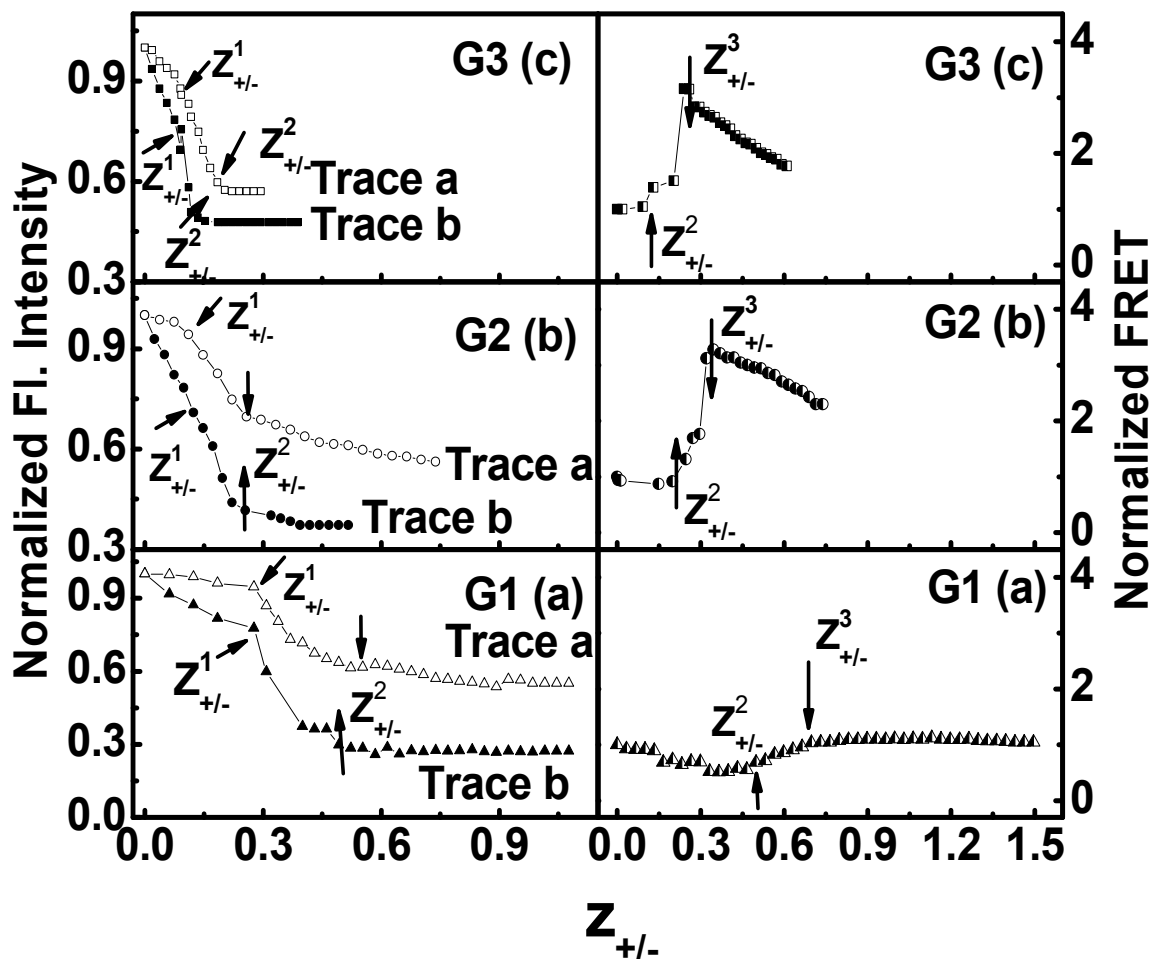 Normalized Fl. Intensity
0.9
0.6
0.3
G3 (c)
Z¹+/-
Z¹+/-
Z²+/-
Z²+/-
Trace a
Trace b
0.9
0.6
0.3
G2 (b)
Z¹+/-
Z¹+/-
Z²+/-
Trace a
Trace b
0.9
0.6
0.3
0.0
G1 (a)
Z¹+/-
Trace a
Z¹+/-
Z²+/-
Trace b
0.0 0.3 0.6 0.9
G3 (c)
Z³+/-
Z²+/-
4
2
0
G2 (b)
Z³+/-
Z²+/-
4
2
0
G1 (a)
Z³+/-
Z²+/-
4
2
0
0.0 0.3 0.6 0.9 1.2 1.5
Normalized FRET
Z+/-